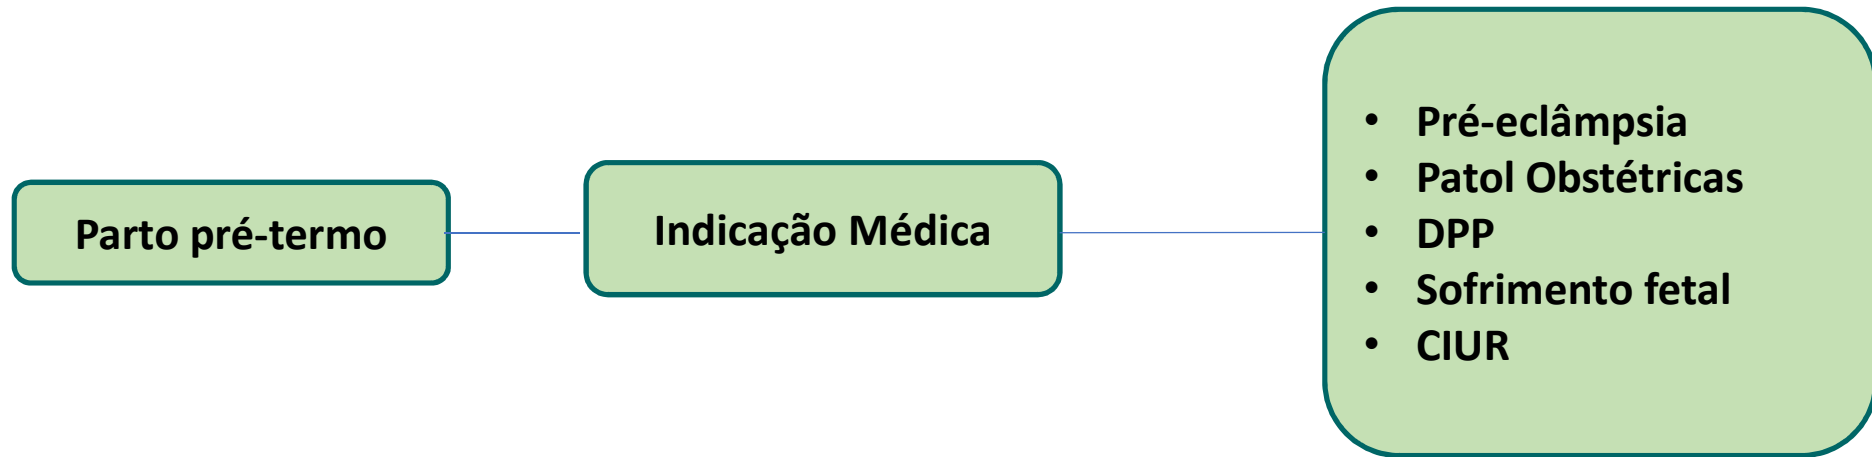 Parto pré-termo
Indicação Médica
• Pré-eclâmpsia
• Patol Obstétricas
• DPP
• Sofrimento fetal
• CIUR